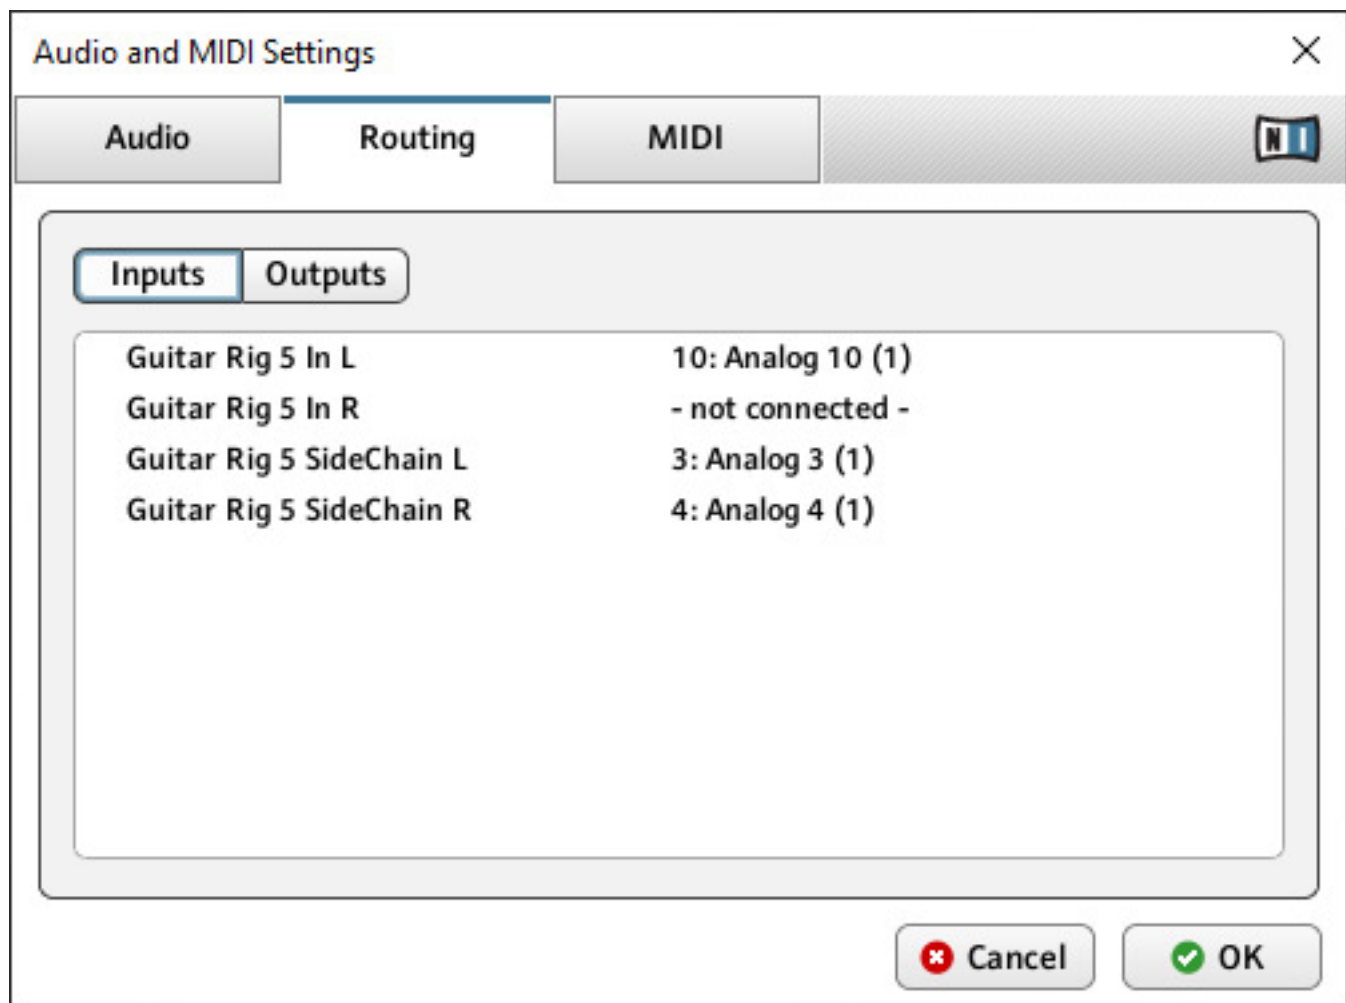 Audio and MIDI Settings
Audio Routing MIDI
NI
Inputs Outputs
Guitar Rig 5 In L 10: Analog 10 (1)
Guitar Rig 5 In R - not connected -
Guitar Rig 5 SideChain L 3: Analog 3 (1)
Guitar Rig 5 SideChain R 4: Analog 4 (1)
Cancel OK